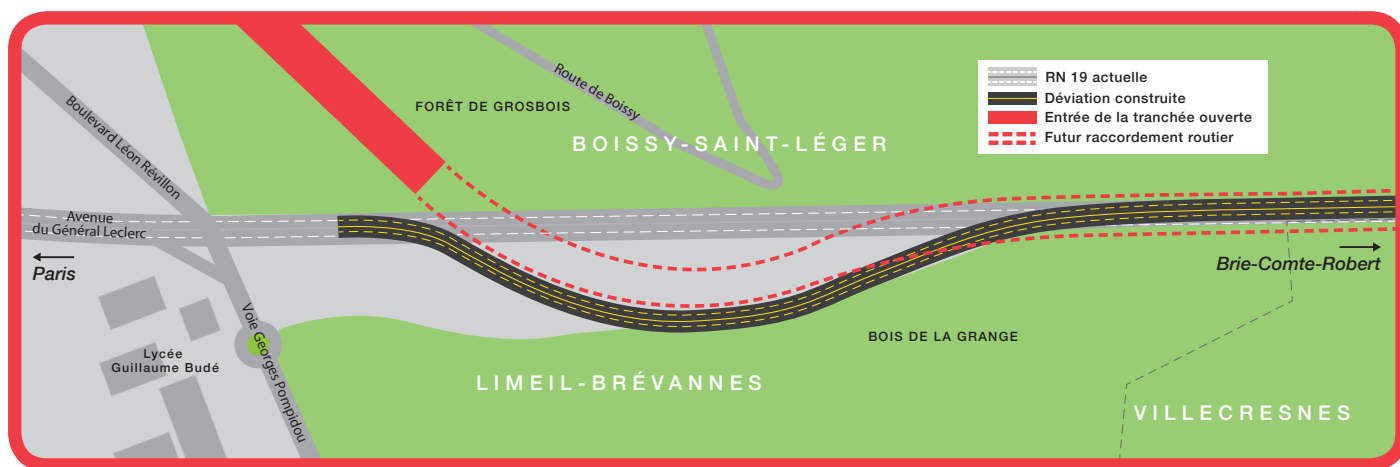 Boulevard Léon Révillon
Route de Boissy
FORÊT DE GROSBOIS
BOISSY-SAINT-LÉGER
RN 19 actuelle
Déviation construite
Entrée de la tranchée ouverte
Futur raccordement routier
Avenue
du Général Leclerc
Paris
Brie-Comte-Robert
Voie Georges Pompidou
Lycée
Guillaume Budé
BOIS DE LA GRANGE
LIMEIL-BRÉVANNES
VILLECRESNES